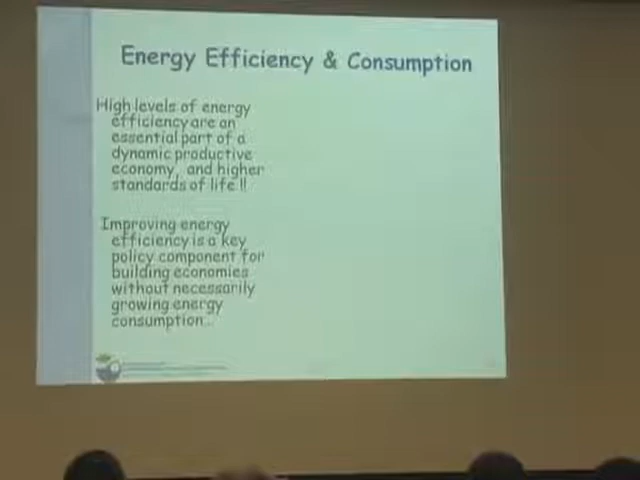 Energy Efficiency & Consumption
High levels of energy
efficiency are an
essential part of a
dynamic productive
economy, and higher
standards of life !!
Improving energy
efficiency is a key
policy component for
building economies
without necessarily
growing energy
consumption...